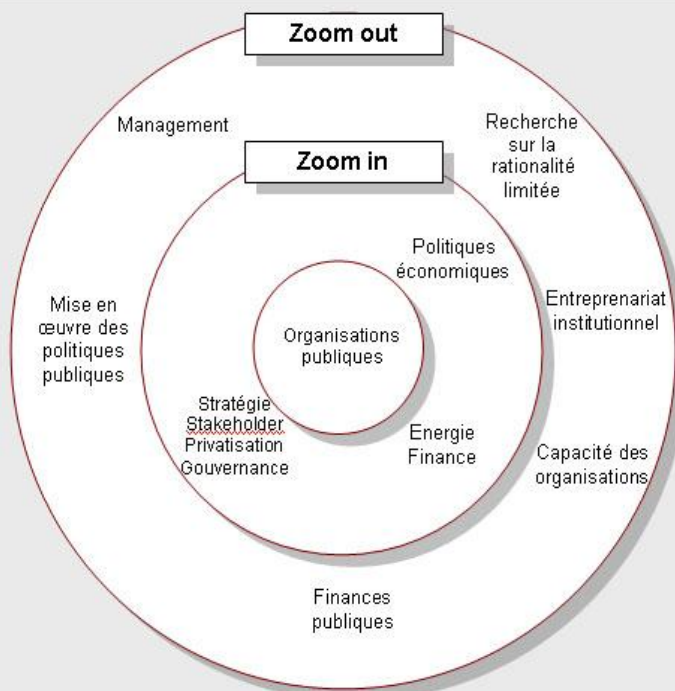 Zoom out
Management
Recherche
sur la
rationalité
limitée
Zoom in
Politiques
économiques
Mise en
œuvre des
politiques
publiques
Organisations
publiques
Entreprenariat
institutionnel
Stratégie
Stakeholder
Privatisation
Gouvernance
Energie
Finance
Capacité des
organisations
Finances
publiques